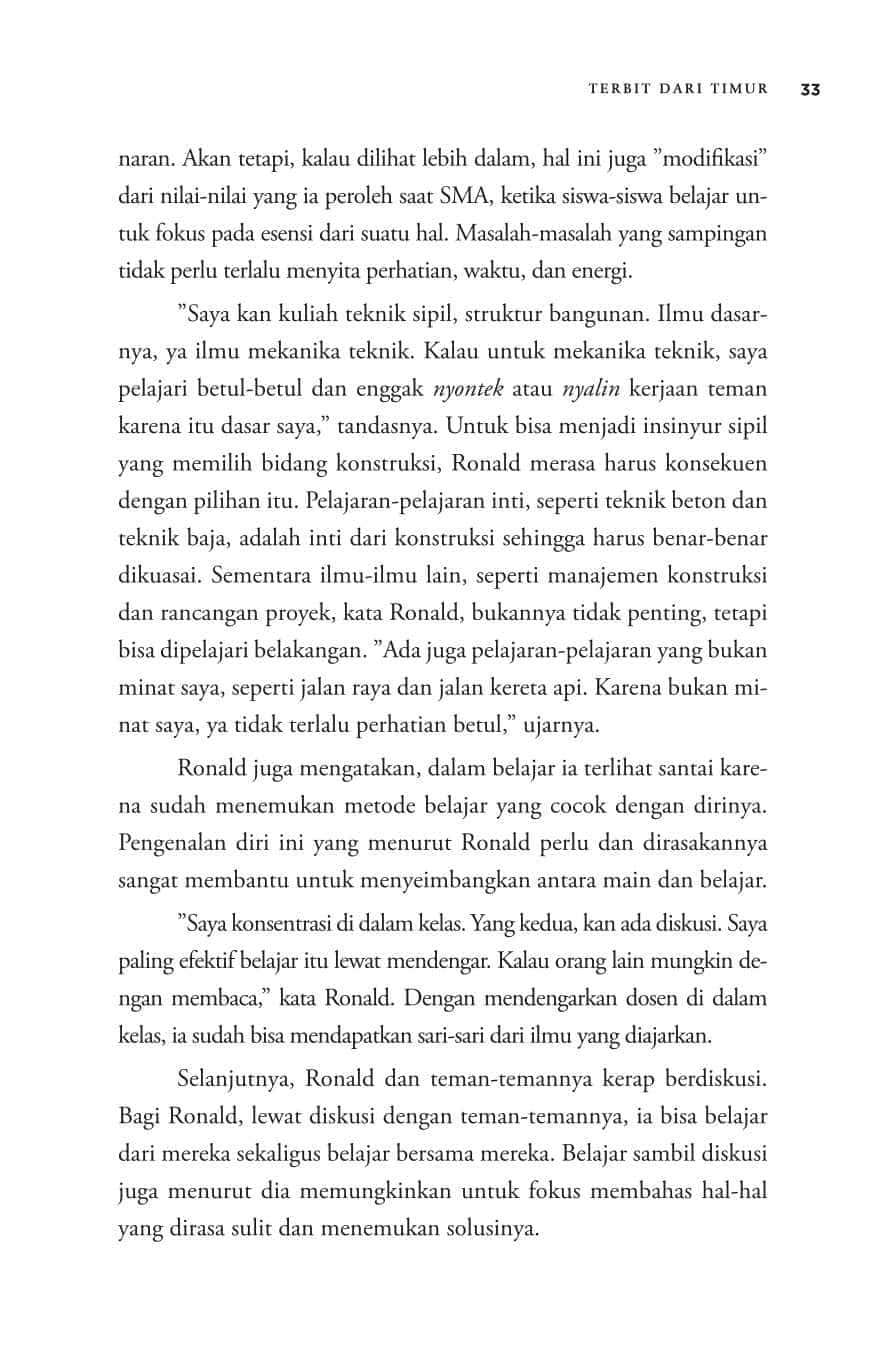 TERBIT DARI TIMUR 33
naran. Akan tetapi, kalau dilihat lebih dalam, hal ini juga ”modifikasi”
dari nilai-nilai yang ia peroleh saat SMA, ketika siswa-siswa belajar un-
tuk fokus pada esensi dari suatu hal. Masalah-masalah yang sampingan
tidak perlu terlalu menyita perhatian, waktu, dan energi.
”Saya kan kuliah teknik sipil, struktur bangunan. Ilmu dasar-
nya, ya ilmu mekanika teknik. Kalau untuk mekanika teknik, saya
pelajari betul-betul dan enggak nyontek atau nyalin kerjaan teman
karena itu dasar saya,” tandasnya. Untuk bisa menjadi insinyur sipil
yang memilih bidang konstruksi, Ronald merasa harus konsekuen
dengan pilihan itu. Pelajaran-pelajaran inti, seperti teknik beton dan
teknik baja, adalah inti dari konstruksi sehingga harus benar-benar
dikuasai. Sementara ilmu-ilmu lain, seperti manajemen konstruksi
dan rancangan proyek, kata Ronald, bukannya tidak penting, tetapi
bisa dipelajari belakangan. ”Ada juga pelajaran-pelajaran yang bukan
minat saya, seperti jalan raya dan jalan kereta api. Karena bukan mi-
nat saya, ya tidak terlalu perhatian betul,” ujarnya.
Ronald juga mengatakan, dalam belajar ia terlihat santai kare-
na sudah menemukan metode belajar yang cocok dengan dirinya.
Pengenalan diri ini yang menurut Ronald perlu dan dirasakannya
sangat membantu untuk menyeimbangkan antara main dan belajar.
”Saya konsentrasi di dalam kelas. Yang kedua, kan ada diskusi. Saya
paling efektif belajar itu lewat mendengar. Kalau orang lain mungkin de-
ngan membaca,” kata Ronald. Dengan mendengarkan dosen di dalam
kelas, ia sudah bisa mendapatkan sari-sari dari ilmu yang diajarkan.
Selanjutnya, Ronald dan teman-temannya kerap berdiskusi.
Bagi Ronald, lewat diskusi dengan teman-temannya, ia bisa belajar
dari mereka sekaligus belajar bersama mereka. Belajar sambil diskusi
juga menurut dia memungkinkan untuk fokus membahas hal-hal
yang dirasa sulit dan menemukan solusinya.